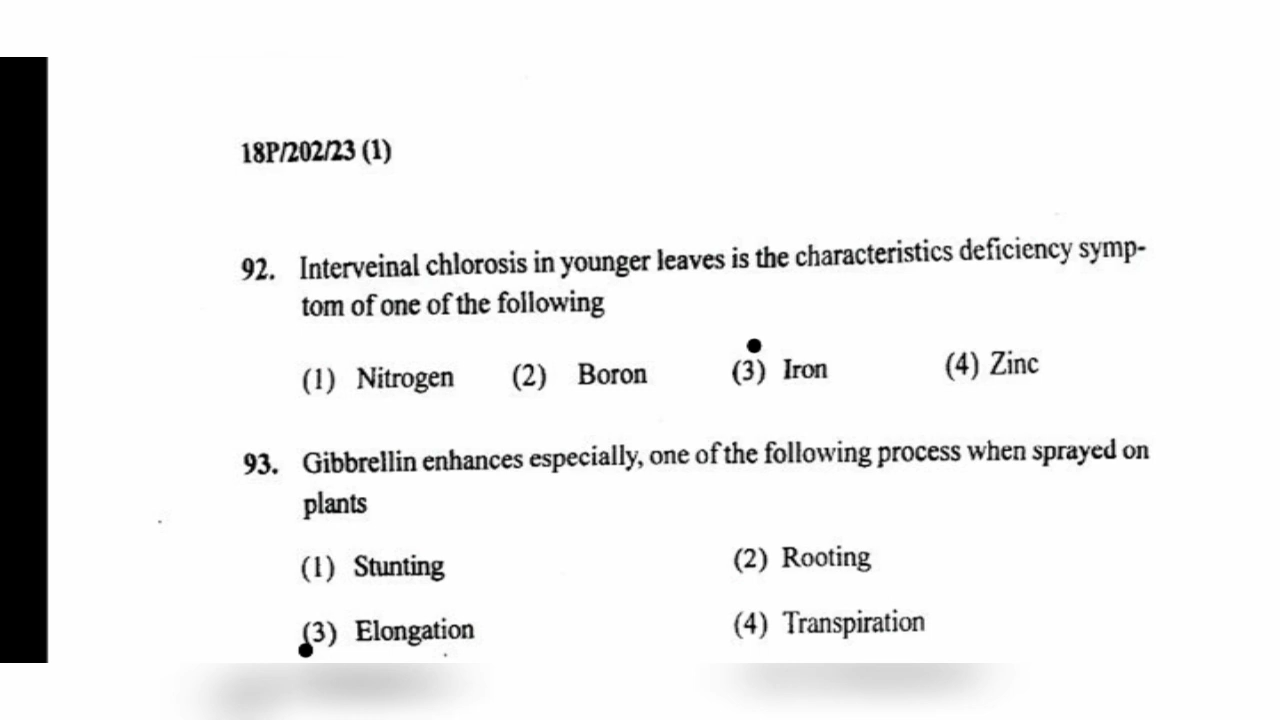 18P/202/23 (1)
92. Interveinal chlorosis in younger leaves is the characteristics deficiency symp-
tom of one of the following
(1) Nitrogen (2) Boron (3) Iron (4) Zinc
93. Gibbrellin enhances especially, one of the following process when sprayed on
plants
(1) Stunting (2) Rooting
(3) Elongation (4) Transpiration